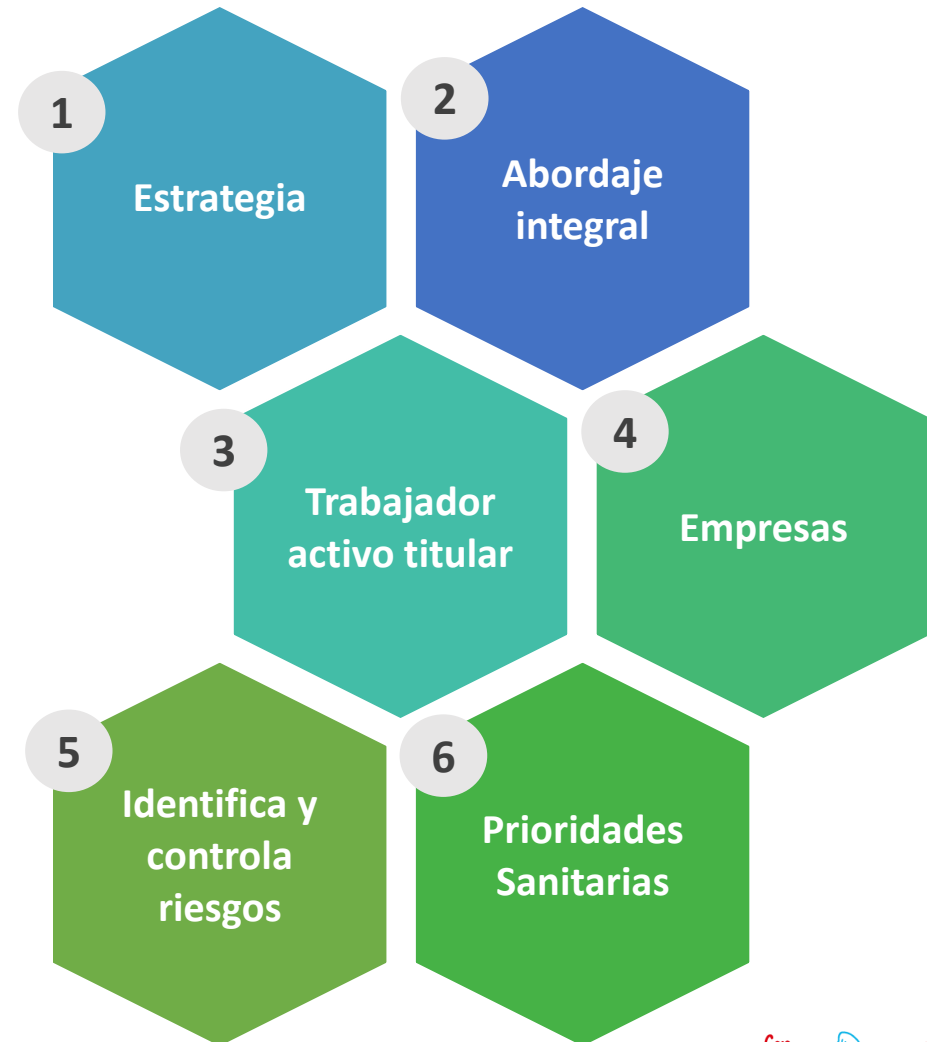 1
Estrategia
2
Abordaje
integral
3
Trabajador
activo titular
4
Empresas
5
Identifica y
controla
riesgos
6
Prioridades
Sanitarias